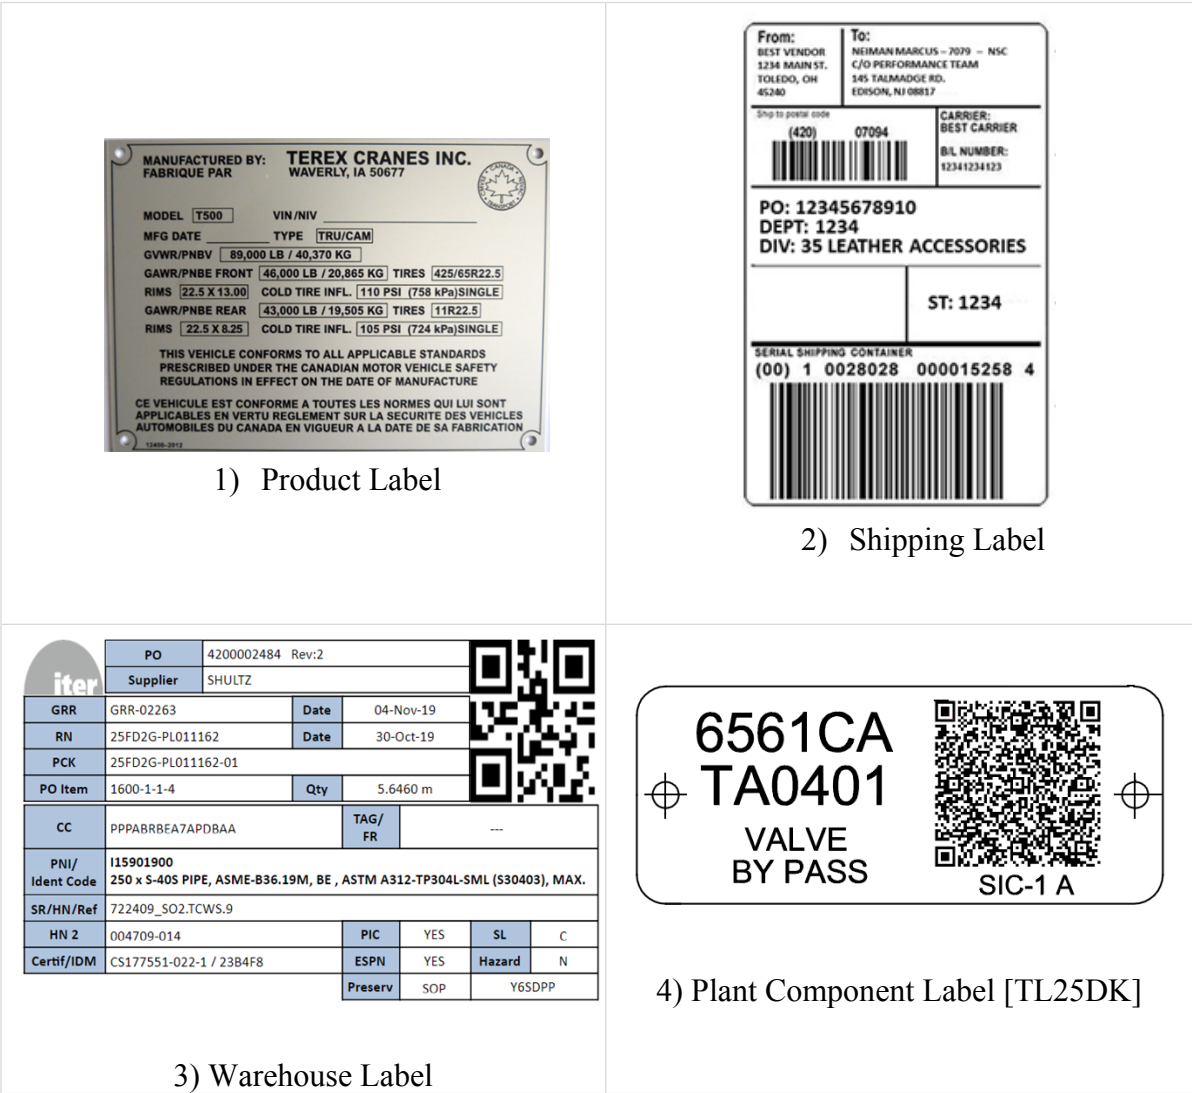 MANUFACTURED BY: TEREX CRANES INC.
FABRIQUE PAR WAVERLY, IA 50677
CANADA
TRANSPORT
MODEL T500 VIN/NIV
MFG DATE TYPE TRU/CAM
GVWR/PNBV 89,000 LB / 40,370 KG
GAWR/PNBE FRONT 46,000 LB / 20,865 KG TIRES 425/65R22.5
RIMS 22.5 X 13.00 COLD TIRE INFL. 110 PSI (758 kPa)SINGLE
GAWR/PNBE REAR 43,000 LB / 19,505 KG TIRES 11R22.5
RIMS 22.5 X 8.25 COLD TIRE INFL. 105 PSI (724 kPa)SINGLE
THIS VEHICLE CONFORMS TO ALL APPLICABLE STANDARDS
PRESCRIBED UNDER THE CANADIAN MOTOR VEHICLE SAFETY
REGULATIONS IN EFFECT ON THE DATE OF MANUFACTURE
CE VEHICULE EST CONFORME A TOUTES LES NORMES QUI LUI SONT
APPLICABLES EN VERTU REGLEMENT SUR LA SECURITE DES VEHICLES
AUTOMOBILES DU CANADA EN VIGUEUR A LA DATE DE SA FABRICATION
12406-2012
1) Product Label
From:
BEST VENDOR
1234 MAIN ST.
TOLEDO, OH
45240
To:
NEIMAN MARCUS – 7079 – NSC
C/O PERFORMANCE TEAM
145 TALMADGE RD.
EDISON, NJ 08817
Ship to postal code
(420) 07094
CARRIER:
BEST CARRIER
B/L NUMBER:
12341234123
PO: 12345678910
DEPT: 1234
DIV: 35 LEATHER ACCESSORIES
ST: 1234
SERIAL SHIPPING CONTAINER
(00) 1 0028028 000015258 4
2) Shipping Label
iter
PO 4200002484 Rev:2
Supplier SHULTZ
GRR GRR-02263 Date 04-Nov-19
RN 25FD2G-PL011162 Date 30-Oct-19
PCK 25FD2G-PL011162-01
PO Item 1600-1-1-4 Qty 5.6460 m
CC PPPABRBEA7APDBAA TAG/ FR ---
PNI/ Ident Code I15901900
250 x S-40S PIPE, ASME-B36.19M, BE , ASTM A312-TP304L-SML (S30403), MAX.
SR/HN/Ref 722409_SO2.TCWS.9
HN 2 004709-014 PIC YES SL C
Certif/IDM CS177551-022-1 / 23B4F8 ESPN YES Hazard N
Preserv SOP Y6SDPP
3) Warehouse Label
6561CA
TA0401
VALVE
BY PASS
SIC-1 A
4) Plant Component Label [TL25DK]